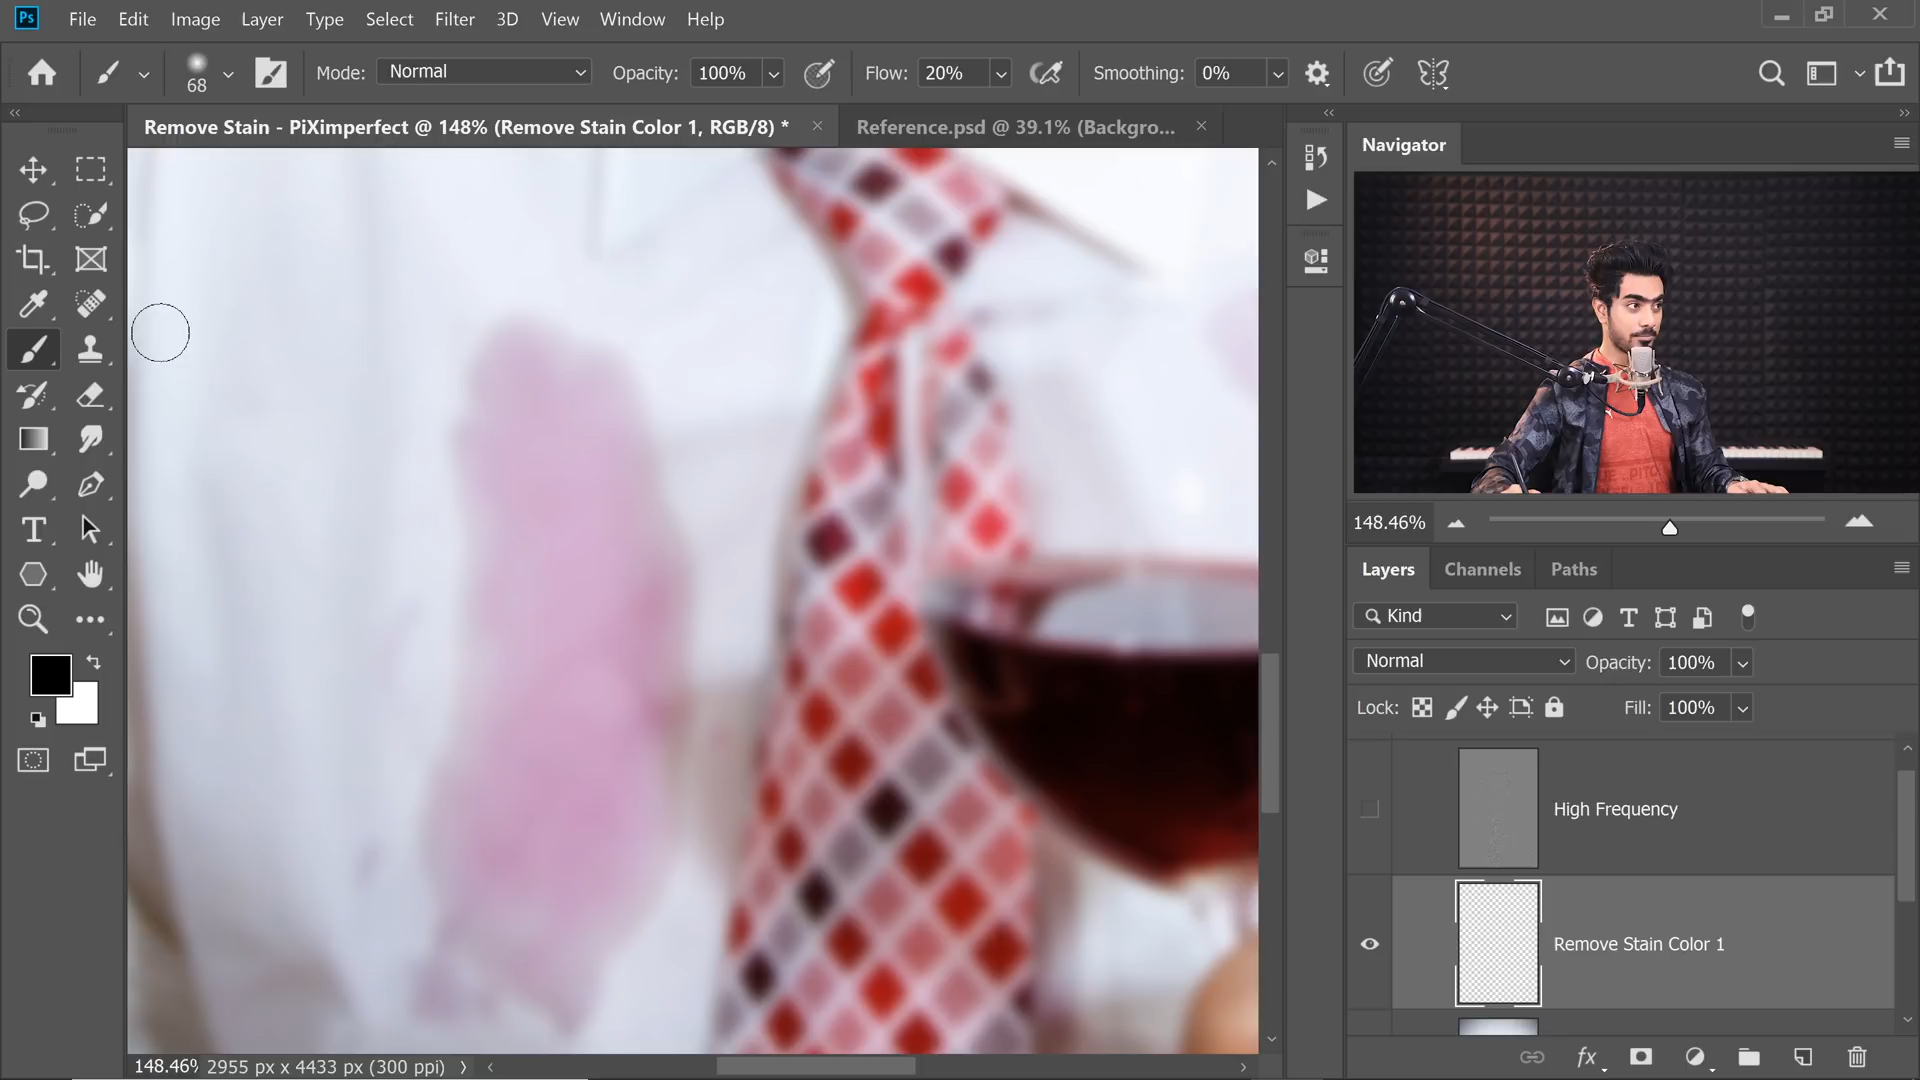 Ps File Edit Image Layer Type Select Filter 3D View Window Help
68 Mode: Normal Opacity: 100% Flow: 20% Smoothing: 0%
Remove Stain - PiXimperfect @ 148% (Remove Stain Color 1, RGB/8) * Reference.psd @ 39.1% (Backgro...
Navigator
148.46%
Layers Channels Paths
Kind
Normal Opacity: 100%
Lock: Fill: 100%
High Frequency
Remove Stain Color 1
fx
148.46% 2955 px x 4433 px (300 ppi)